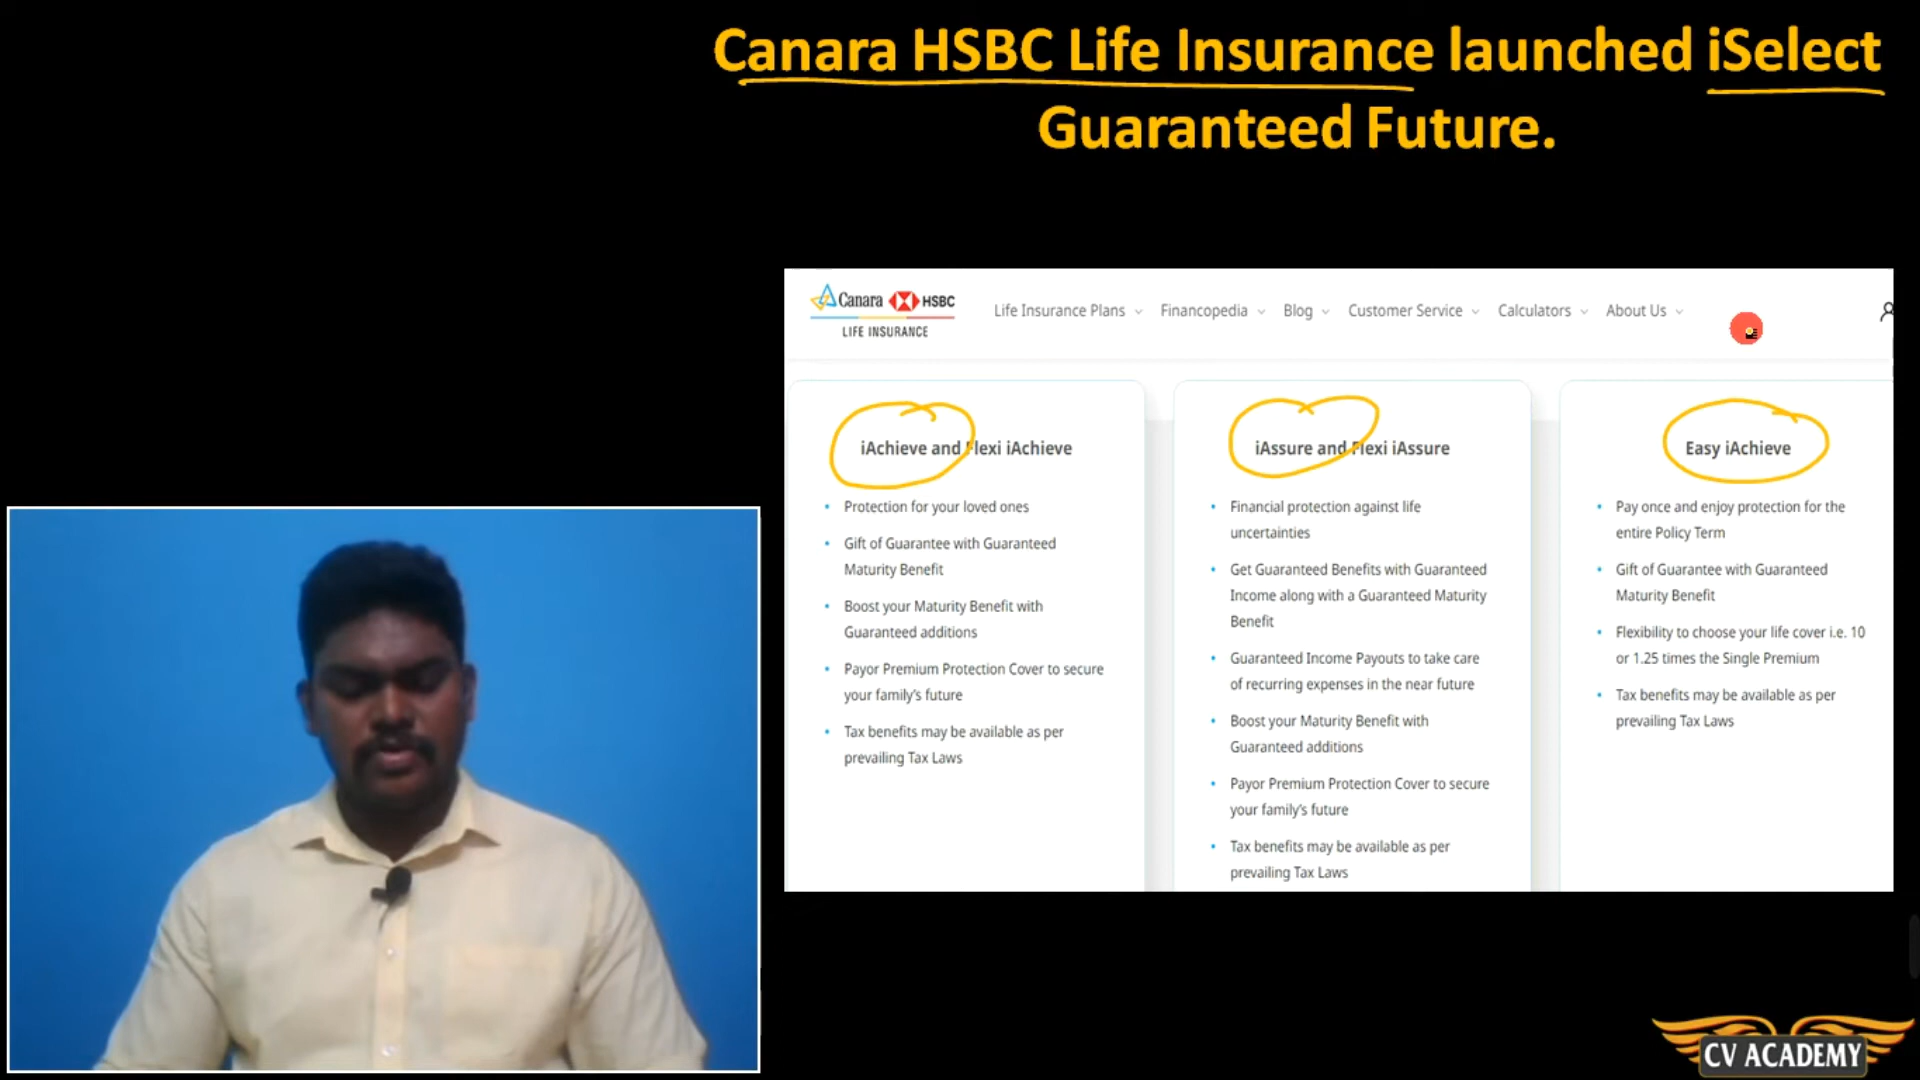 Canara HSBC Life Insurance launched iSelect
Guaranteed Future.
Canara HSBC
LIFE INSURANCE
Life Insurance Plans Financopedia Blog Customer Service Calculators About Us
iAchieve and Flexi iAchieve
• Protection for your loved ones
• Gift of Guarantee with Guaranteed
Maturity Benefit
• Boost your Maturity Benefit with
Guaranteed additions
• Payor Premium Protection Cover to secure
your family's future
• Tax benefits may be available as per
prevailing Tax Laws
iAssure and Flexi iAssure
• Financial protection against life
uncertainties
• Get Guaranteed Benefits with Guaranteed
Income along with a Guaranteed Maturity
Benefit
• Guaranteed Income Payouts to take care
of recurring expenses in the near future
• Boost your Maturity Benefit with
Guaranteed additions
• Payor Premium Protection Cover to secure
your family's future
• Tax benefits may be available as per
prevailing Tax Laws
Easy iAchieve
• Pay once and enjoy protection for the
entire Policy Term
• Gift of Guarantee with Guaranteed
Maturity Benefit
• Flexibility to choose your life cover i.e. 10
or 1.25 times the Single Premium
• Tax benefits may be available as per
prevailing Tax Laws
CV ACADEMY